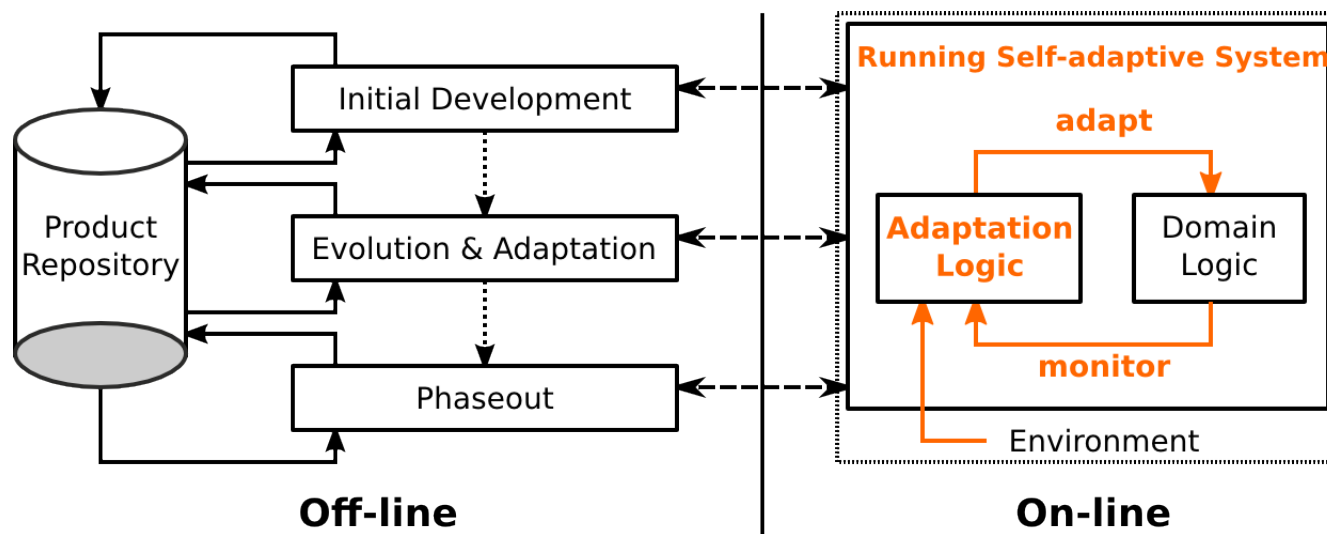 Running Self-adaptive System
Initial Development
adapt
Product
Repository
Evolution & Adaptation
Adaptation
Logic
Domain
Logic
monitor
Phaseout
Environment
Off-line
On-line